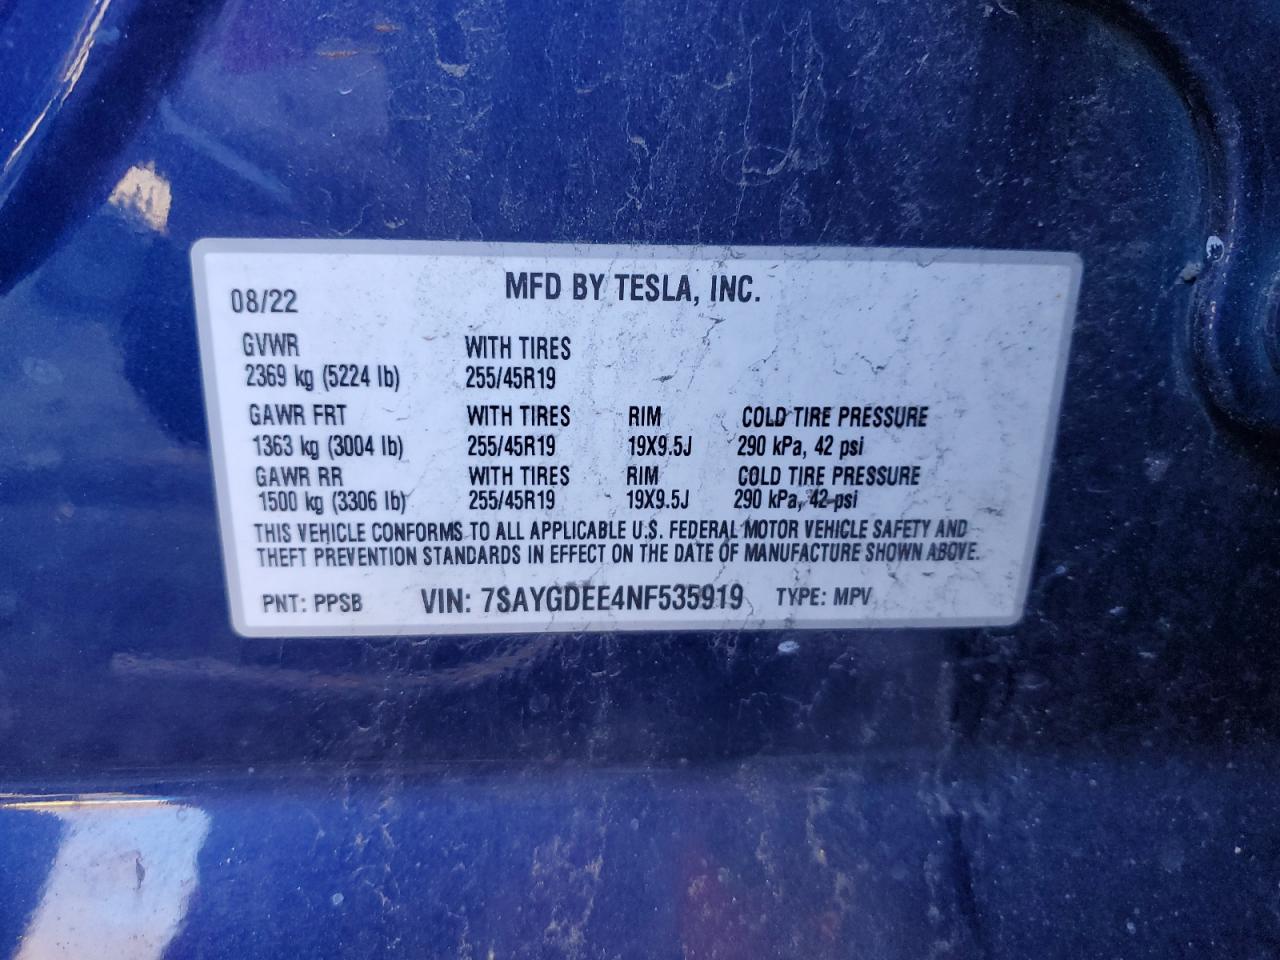 MFD BY TESLA, INC.
08/22
GVWR WITH TIRES
2369 kg (5224 lb) 255/45R19
GAWR FRT WITH TIRES RIM COLD TIRE PRESSURE
1363 kg (3004 lb) 255/45R19 19X9.5J 290 kPa, 42 psi
GAWR RR WITH TIRES RIM COLD TIRE PRESSURE
1500 kg (3306 lb) 255/45R19 19X9.5J 290 kPa, 42 psi
THIS VEHICLE CONFORMS TO ALL APPLICABLE U.S. FEDERAL MOTOR VEHICLE SAFETY AND
THEFT PREVENTION STANDARDS IN EFFECT ON THE DATE OF MANUFACTURE SHOWN ABOVE.
PNT: PPSB VIN: 7SAYGDEE4NF535919 TYPE: MPV